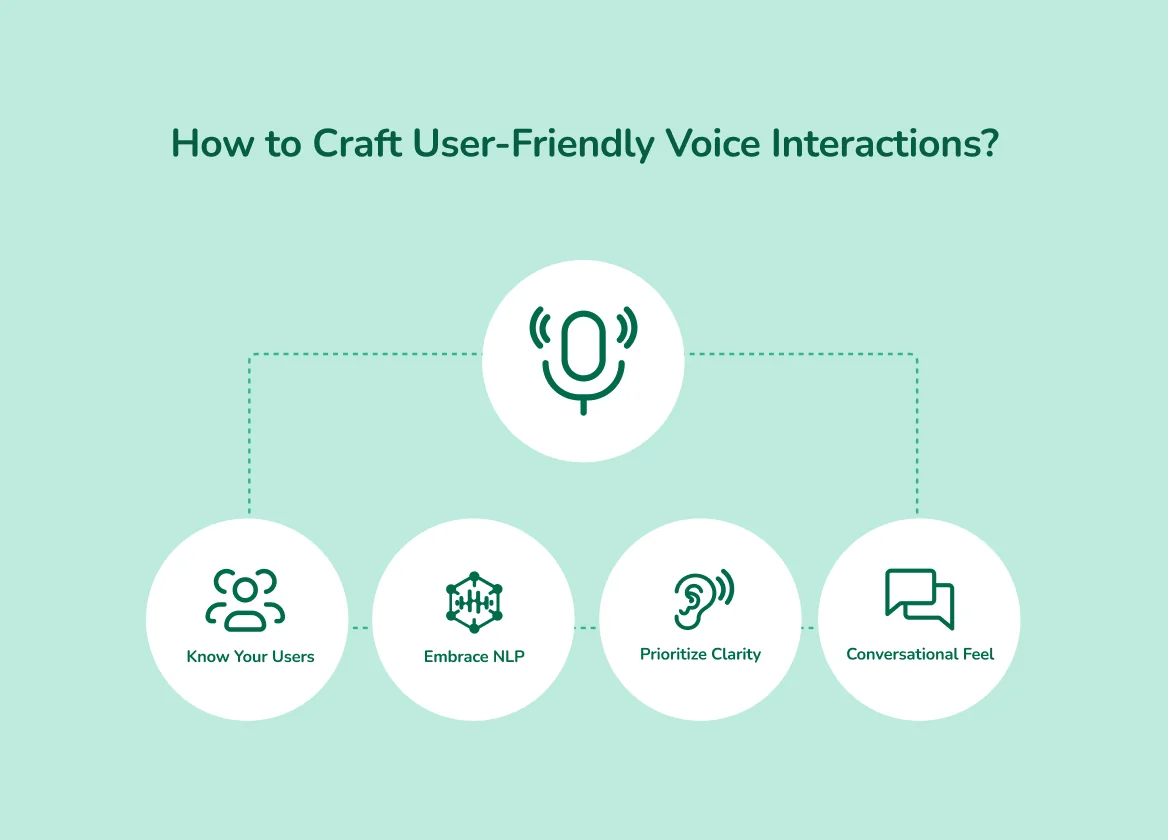 How to Craft User-Friendly Voice Interactions?
Know Your Users
Embrace NLP
Prioritize Clarity
Conversational Feel